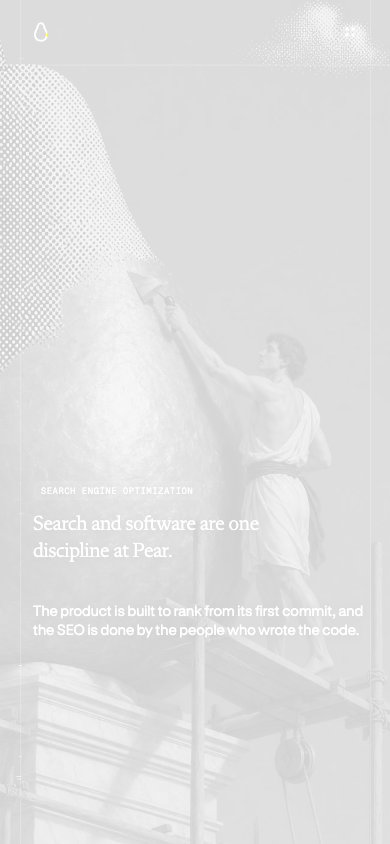 SEARCH ENGINE OPTIMIZATION
Search and software are one
discipline at Pear.
The product is built to rank from its first commit, and
the SEO is done by the people who wrote the code.